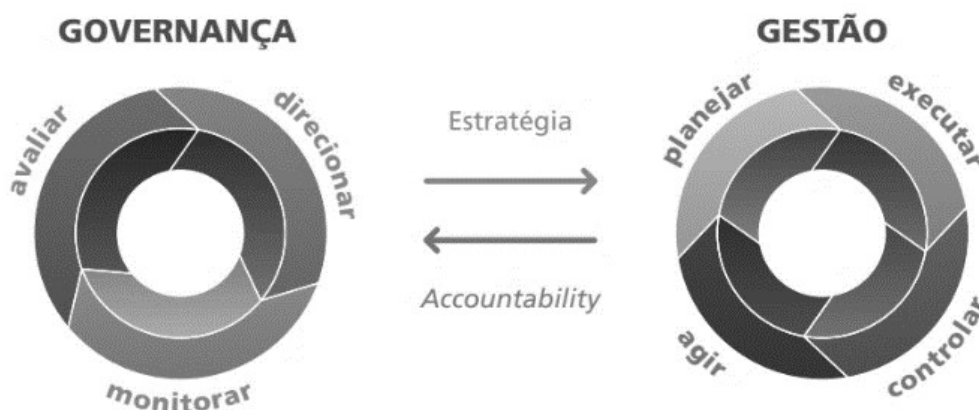 GOVERNANÇA
avaliar
direcionar
monitorar
Estratégia
Accountability
GESTÃO
planejar
executar
controlar
agir